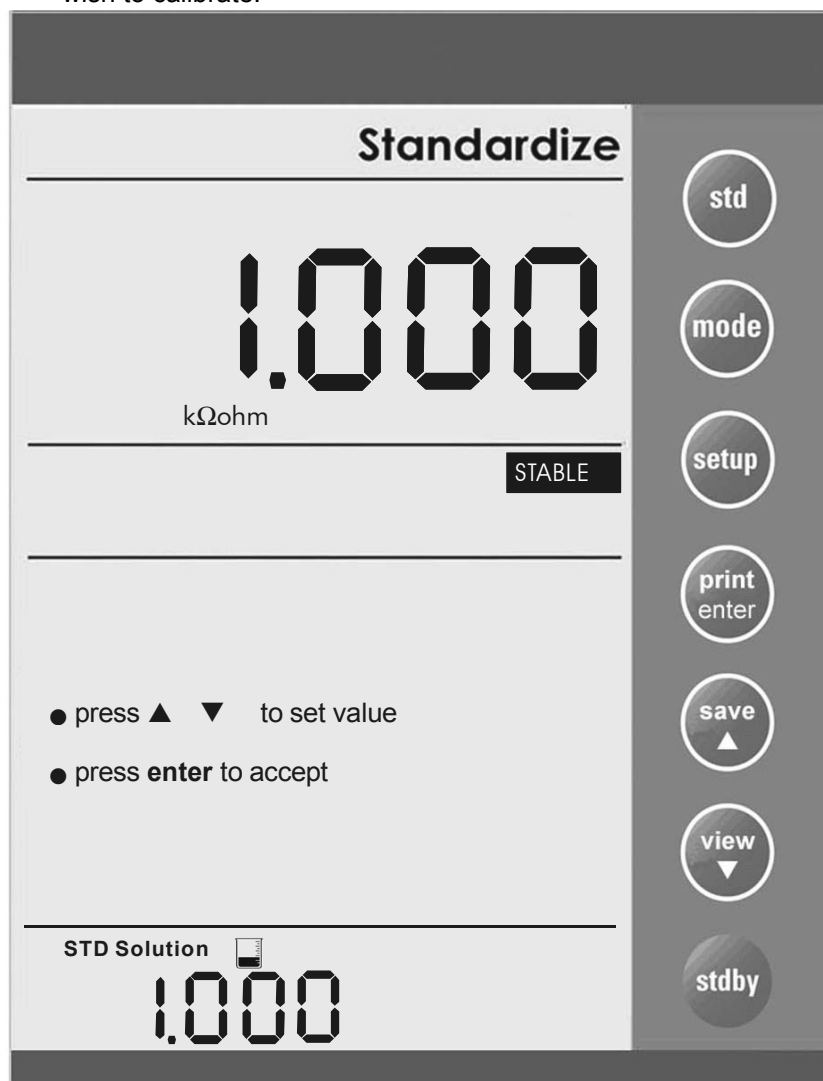 Standardize
1.000
kΩohm
STABLE
● press ▲ ▼ to set value
● press enter to accept
STD Solution
1.000
std
mode
setup
print
enter
save
▲
view
▼
stdby